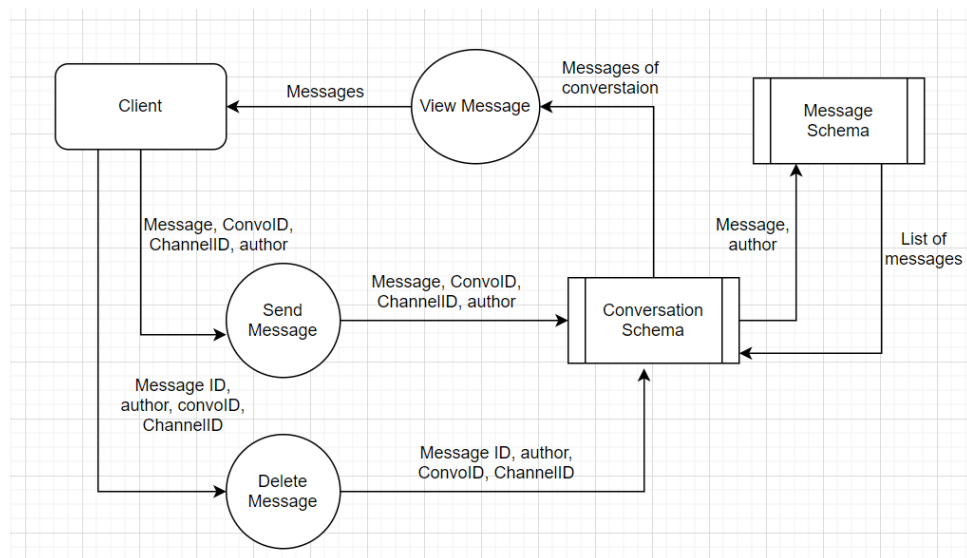 Client
Messages
View Message
Messages of
converstaion
Message
Schema
Message, ConvoID,
ChannelID, author
Message,
author
List of
messages
Send
Message
Message, ConvoID,
ChannelID, author
Conversation
Schema
Message ID,
author, convoID,
ChannelID
Delete
Message
Message ID, author,
ConvoID, ChannelID